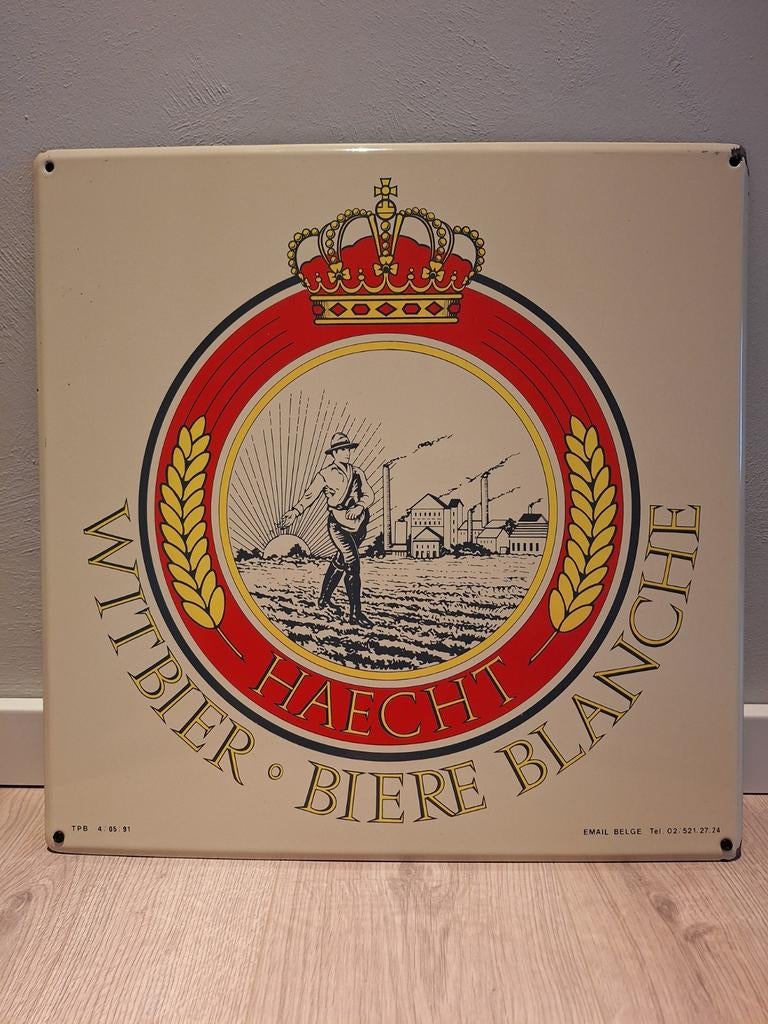 HAECHT
WITBIER ∘ BIERE BLANCHE
TPB 4.05.91
EMAIL BELGE Tel. 02.521.27.24